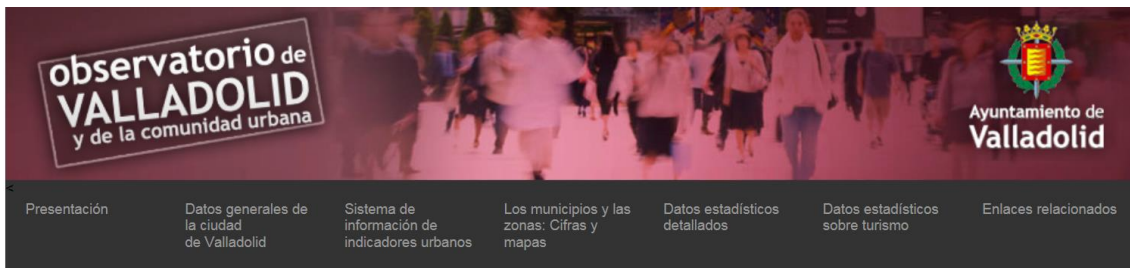 observatorio de
VALLADOLID
y de la comunidad urbana
Ayuntamiento de
Valladolid
<
Presentación
Datos generales de
la ciudad
de Valladolid
Sistema de
información de
indicadores urbanos
Los municipios y las
zonas: Cifras y
mapas
Datos estadísticos
detallados
Datos estadísticos
sobre turismo
Enlaces relacionados